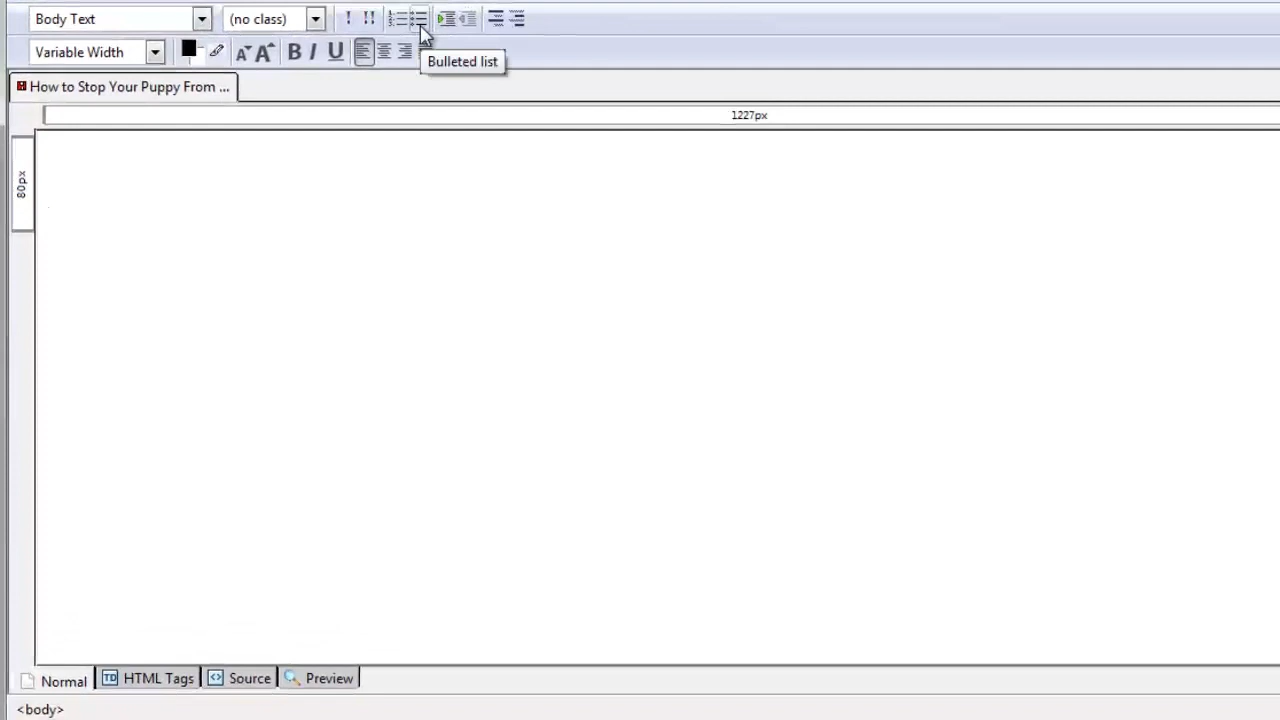 Body Text
(no class)
! !!
Variable Width
A A B I U
Bulleted list
How to Stop Your Puppy From ...
1227px
80px
Normal
TD HTML Tags
<> Source
Preview
<body>